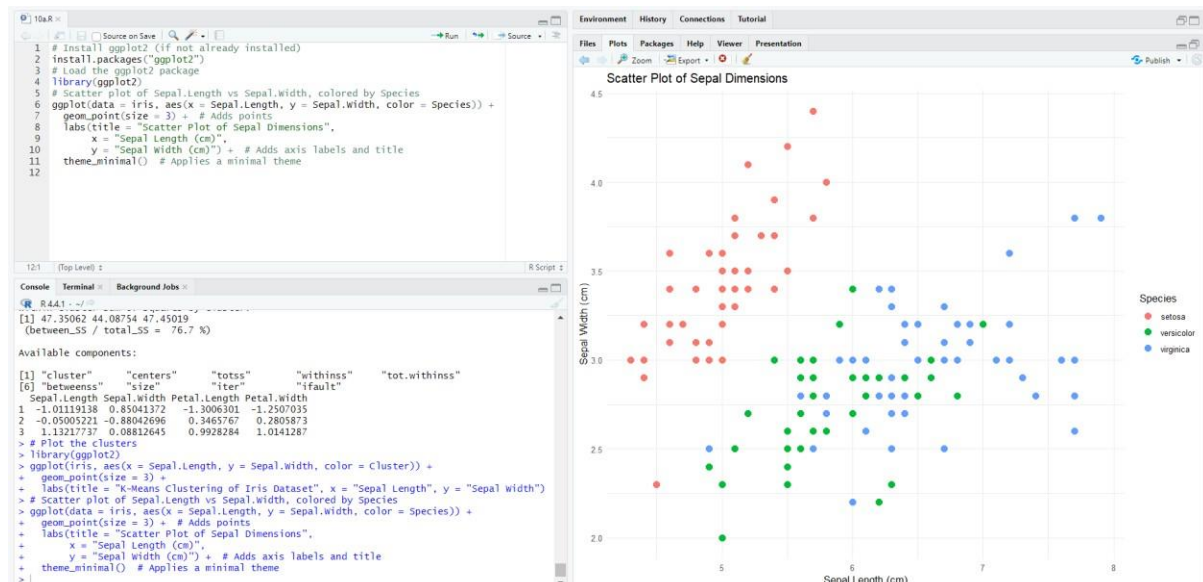 10a.R
Source on Save Run Source
1 # Install ggplot2 (if not already installed)
2 install.packages("ggplot2")
3 # Load the ggplot2 package
4 library(ggplot2)
5 # Scatter plot of Sepal.Length vs Sepal.Width, colored by Species
6 ggplot(data = iris, aes(x = Sepal.Length, y = Sepal.Width, color = Species)) +
7 geom_point(size = 3) + # Adds points
8 labs(title = "Scatter Plot of Sepal Dimensions",
9 x = "Sepal Length (cm)",
10 y = "Sepal Width (cm)") + # Adds axis labels and title
11 theme_minimal() # Applies a minimal theme
12
12:1 (Top Level) R Script
Console Terminal Background Jobs
R 4.4.1 · ~/
[1] 47.35062 44.08754 47.45019
(between_SS / total_SS = 76.7 %)
Available components:
[1] "cluster" "centers" "totss" "withinss" "tot.withinss"
[6] "betweenss" "size" "iter" "ifault"
Sepal.Length Sepal.Width Petal.Length Petal.Width
1 -1.01119138 0.85041372 -1.3006301 -1.2507035
2 -0.05005221 -0.88042696 0.3465767 0.2805873
3 1.13217737 0.08812645 0.9928284 1.0141287
> # Plot the clusters
> library(ggplot2)
> ggplot(iris, aes(x = Sepal.Length, y = Sepal.Width, color = Cluster)) +
+ geom_point(size = 3) +
+ labs(title = "K-Means Clustering of Iris Dataset", x = "Sepal Length", y = "Sepal Width")
> # Scatter plot of Sepal.Length vs Sepal.Width, colored by Species
> ggplot(data = iris, aes(x = Sepal.Length, y = Sepal.Width, color = Species)) +
+ geom_point(size = 3) + # Adds points
+ labs(title = "Scatter Plot of Sepal Dimensions",
+ x = "Sepal Length (cm)",
+ y = "Sepal Width (cm)") + # Adds axis labels and title
+ theme_minimal() # Applies a minimal theme
>
Environment History Connections Tutorial
Files Plots Packages Help Viewer Presentation
Zoom Export Publish
Scatter Plot of Sepal Dimensions
4.5
4.0
3.5
3.0
2.5
2.0
Sepal Width (cm)
5 6 7 8
Sepal Length (cm)
Species
setosa
versicolor
virginica